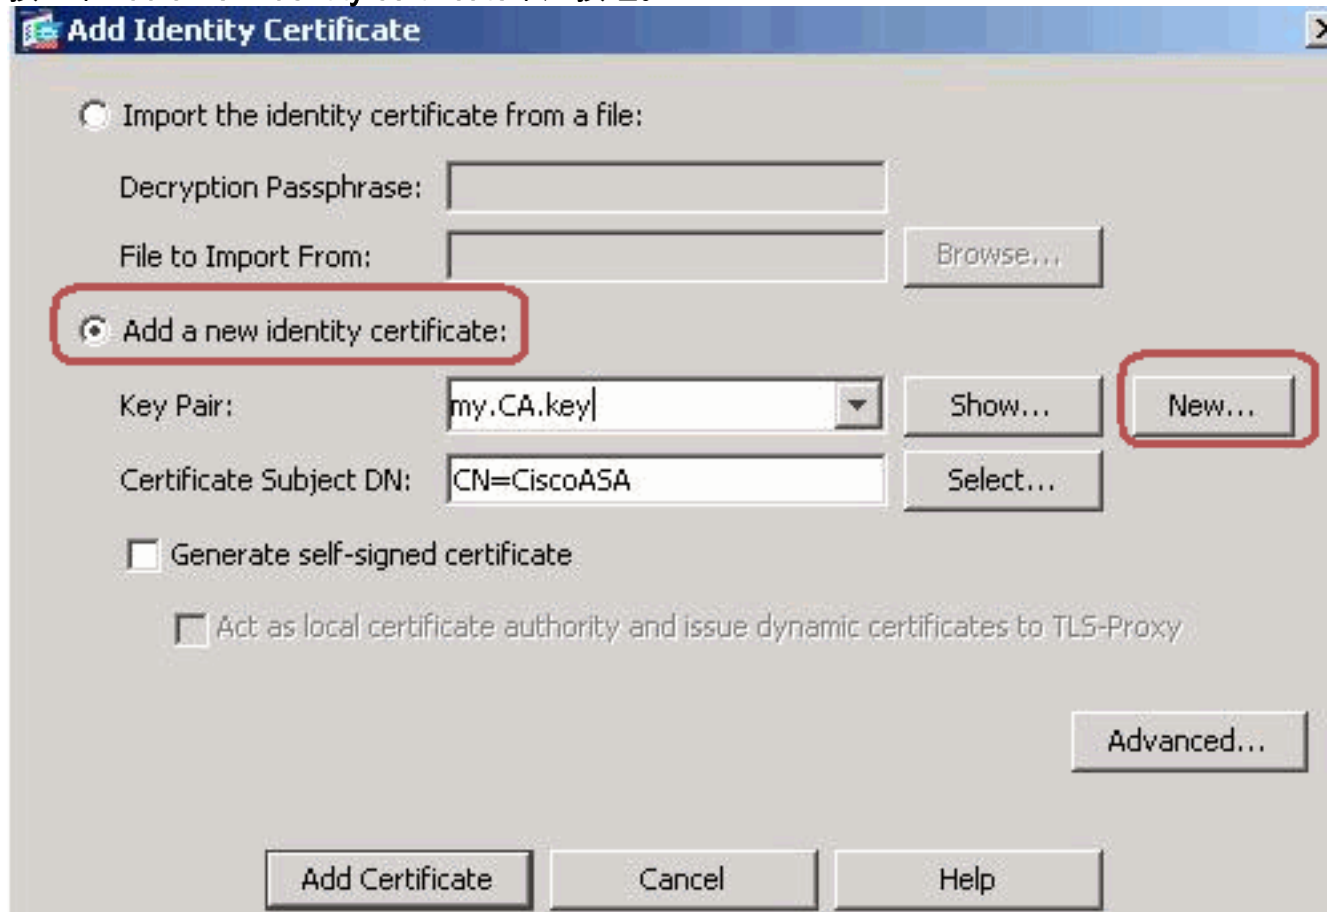 Add Identity Certificate
Import the identity certificate from a file:
Decryption Passphrase:
File to Import From:
Browse...
Add a new identity certificate:
Key Pair:
my.CA.key
Show...
New...
Certificate Subject DN:
CN=CiscoASA
Select...
Generate self-signed certificate
Act as local certificate authority and issue dynamic certificates to TLS-Proxy
Advanced...
Add Certificate
Cancel
Help